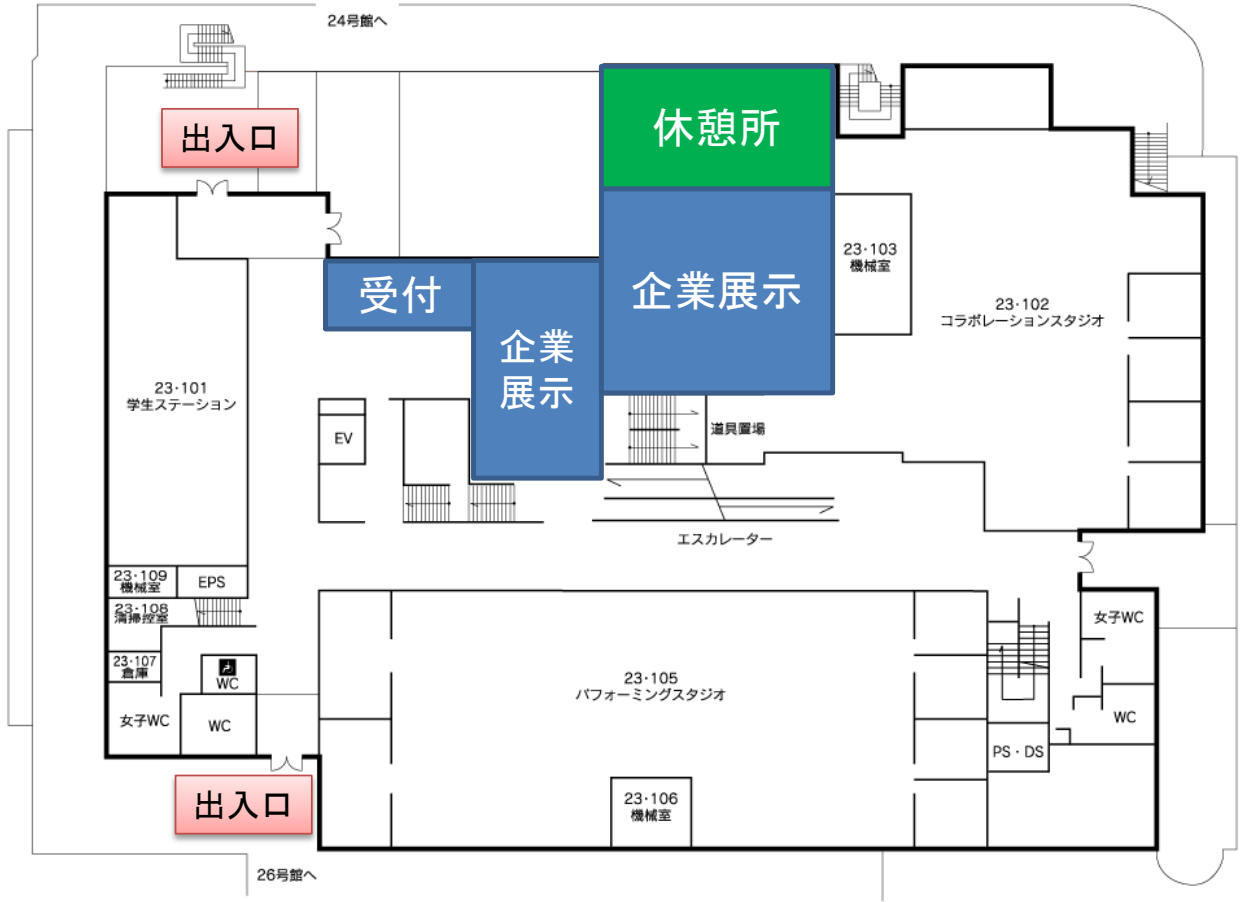 24号館へ
出入口
休憩所
受付
企業
展示
企業展示
23・103
機械室
23・102
コラボレーションスタジオ
23・101
学生ステーション
EV
道具置場
エスカレーター
23・109
機械室
EPS
23・108
清掃控室
23・107
倉庫
WC
女子WC
WC
23・105
パフォーミングスタジオ
女子WC
WC
PS・DS
23・106
機械室
出入口
26号館へ